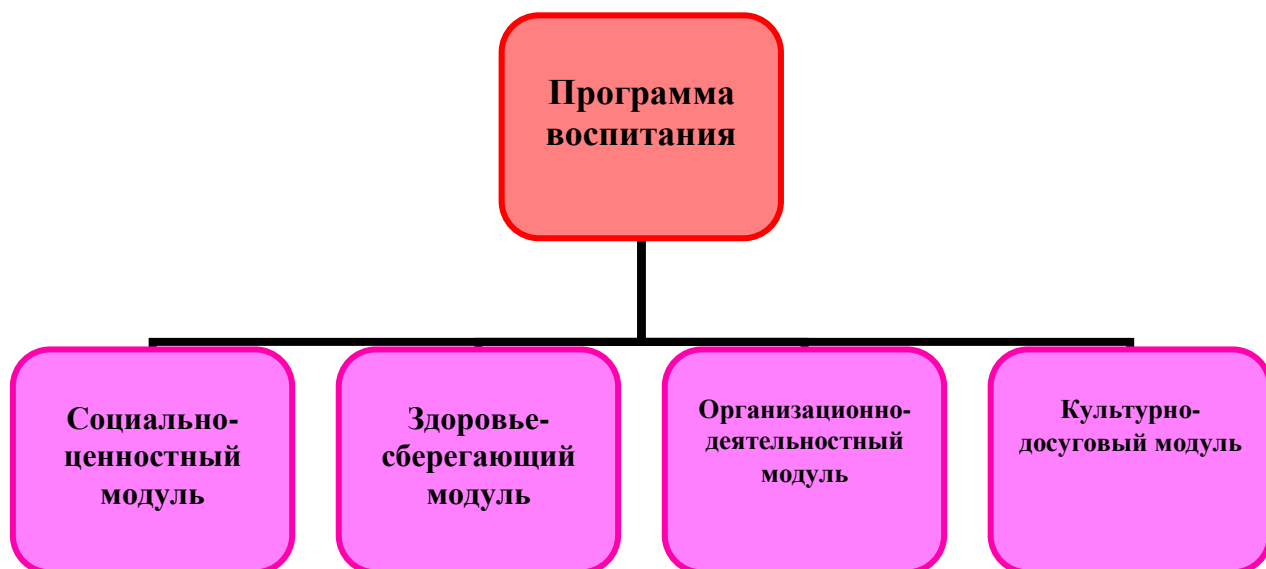 Программа
воспитания
Социально-
ценностный
модуль
Здоровье-
сберегающий
модуль
Организационно-
деятельностный
модуль
Культурно-
досуговый модуль